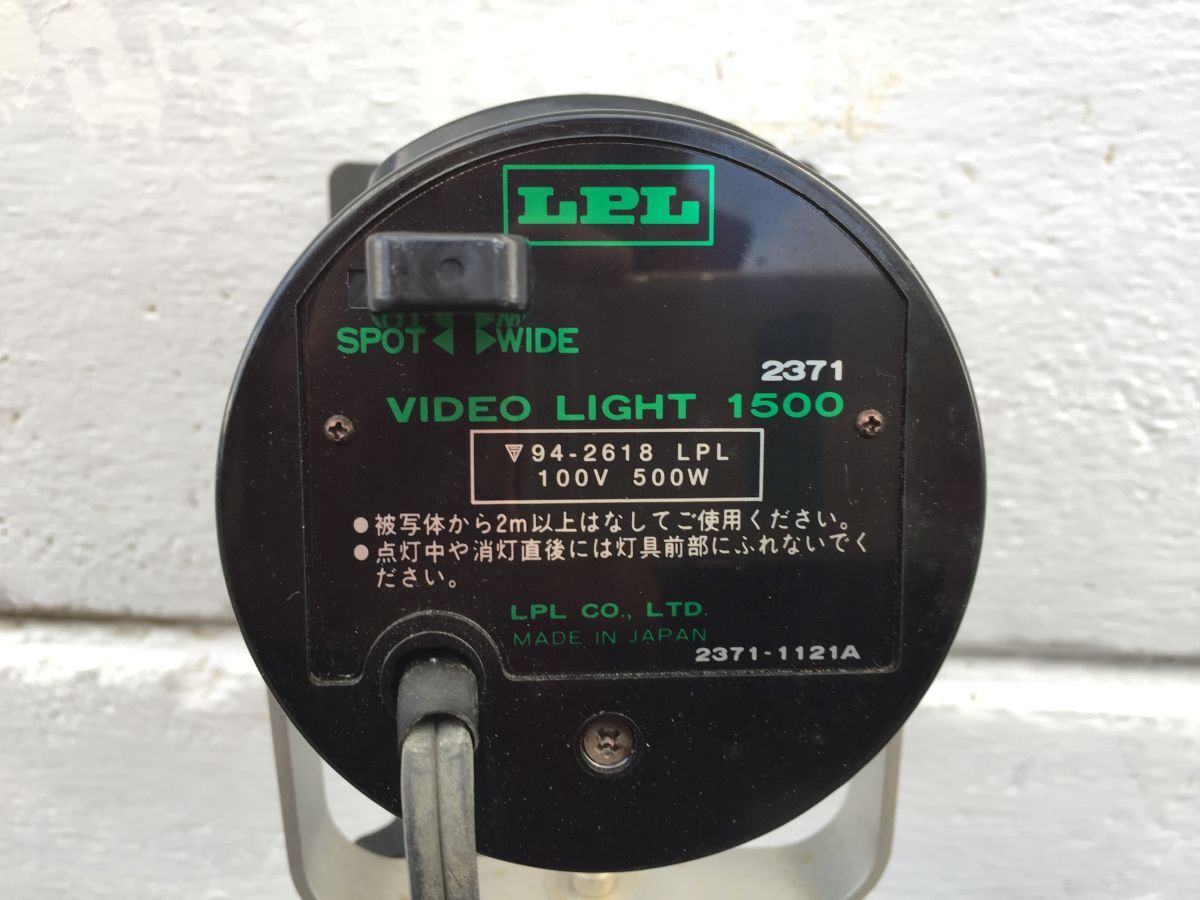 LPL
SPOT ◀ ▶ WIDE
2371
VIDEO LIGHT 1500
94-2618 LPL
100V 500W
●被写体から2m以上はなしてご使用ください。
●点灯中や消灯直後には灯具前部にふれないでく
ださい。
LPL CO., LTD.
MADE IN JAPAN
2371-1121A